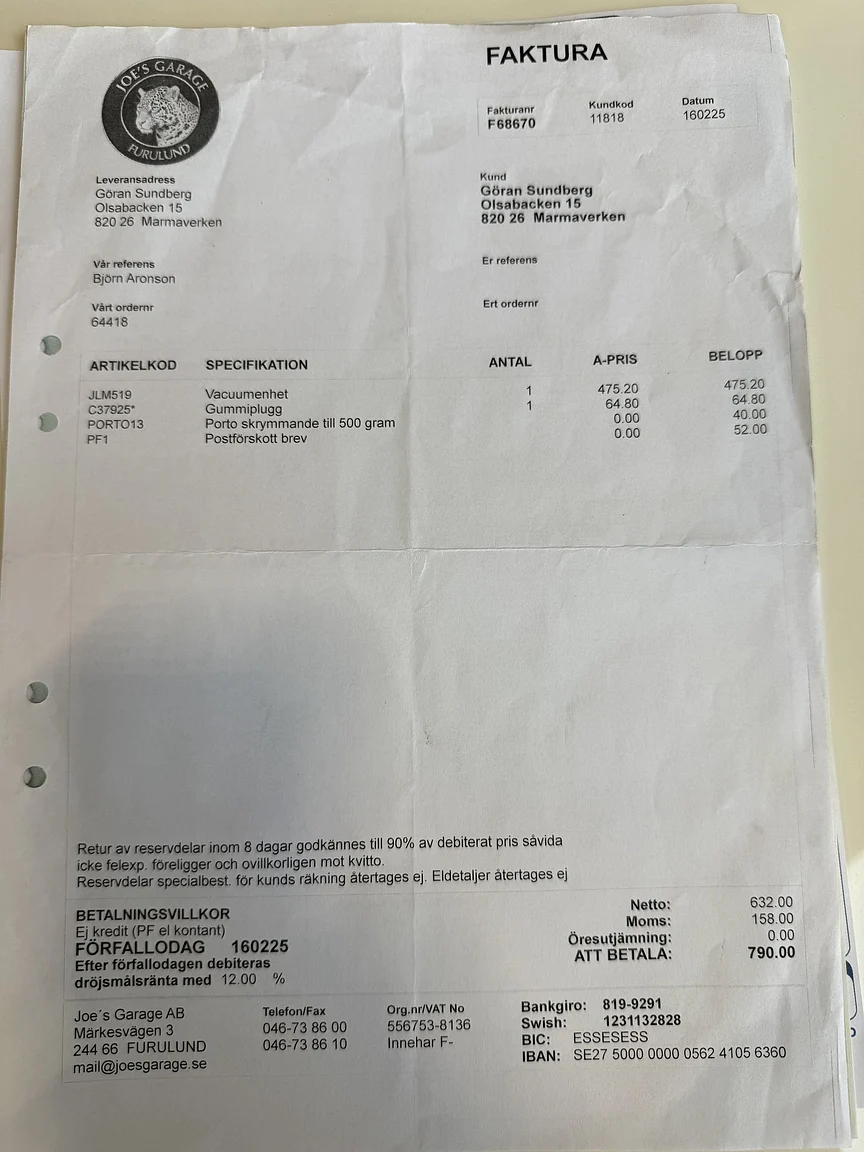 JOE'S GARAGE
FURULUND
FAKTURA
Fakturanr Kundkod Datum
F68670 11818 160225
Leveransadress
Göran Sundberg
Olsabacken 15
820 26 Marmaverken
Kund
Göran Sundberg
Olsabacken 15
820 26 Marmaverken
Vår referens
Björn Aronson
Er referens
Vårt ordernr
64418
Ert ordernr
ARTIKELKOD SPECIFIKATION ANTAL A-PRIS BELOPP
JLM519 Vacuumenhet 1 475.20 475.20
C37925* Gummiplugg 1 64.80 64.80
PORTO13 Porto skrymmande till 500 gram 0.00 40.00
PF1 Postförskott brev 0.00 52.00
Retur av reservdelar inom 8 dagar godkännes till 90% av debiterat pris såvida
icke felexp. föreligger och ovillkorligen mot kvitto.
Reservdelar specialbest. för kunds räkning återtages ej. Eldetaljer återtages ej
BETALNINGSVILLKOR
Ej kredit (PF el kontant)
FÖRFALLODAG 160225
Efter förfallodagen debiteras
dröjsmålsränta med 12.00 %
Netto: 632.00
Moms: 158.00
Öresutjämning: 0.00
ATT BETALA: 790.00
Joe´s Garage AB
Märkesvägen 3
244 66 FURULUND
mail@joesgarage.se
Telefon/Fax
046-73 86 00
046-73 86 10
Org.nr/VAT No
556753-8136
Innehar F-
Bankgiro: 819-9291
Swish: 1231132828
BIC: ESSESESS
IBAN: SE27 5000 0000 0562 4105 6360